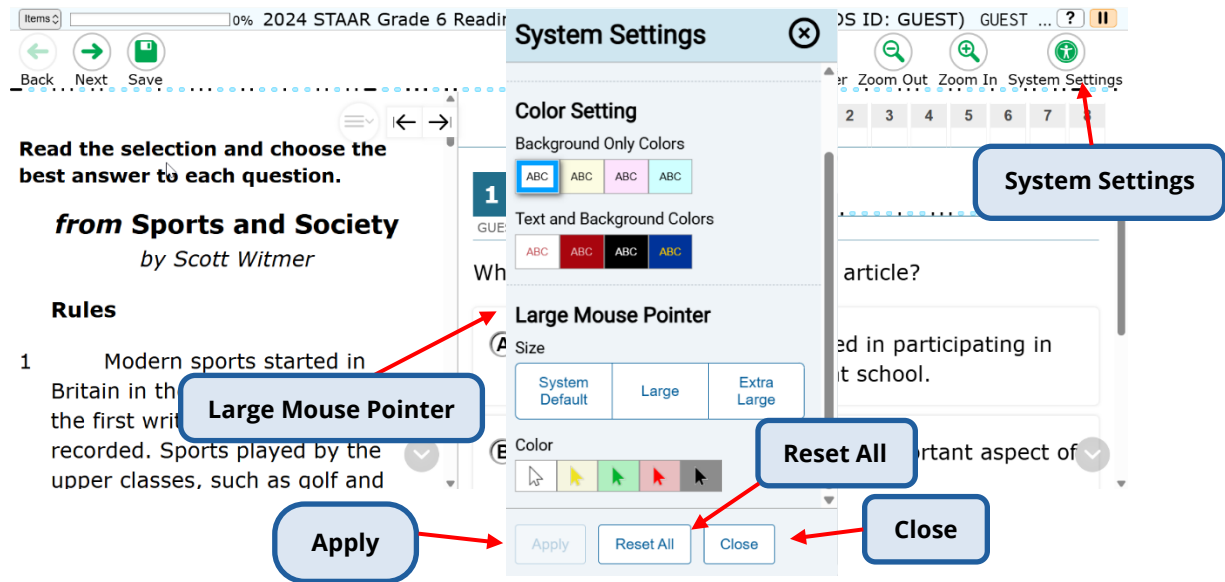 Items 0% 2024 STAAR Grade 6 Readin
DS ID: GUEST) GUEST ... ?
Back Next Save
er Zoom Out Zoom In System Settings
2 3 4 5 6 7 8
Read the selection and choose the
best answer to each question.
from Sports and Society
by Scott Witmer
Rules
1 Modern sports started in
Britain in th
the first writ
recorded. Sports played by the
upper classes, such as golf and
1
GUE
Wh
article?
A
ed in participating in
t school.
B
ortant aspect of
System Settings
Color Setting
Background Only Colors
ABC ABC ABC ABC
Text and Background Colors
ABC ABC ABC ABC
Large Mouse Pointer
Size
System Default Large Extra Large
Color
Apply Reset All Close
System Settings
Large Mouse Pointer
Reset All
Apply
Close